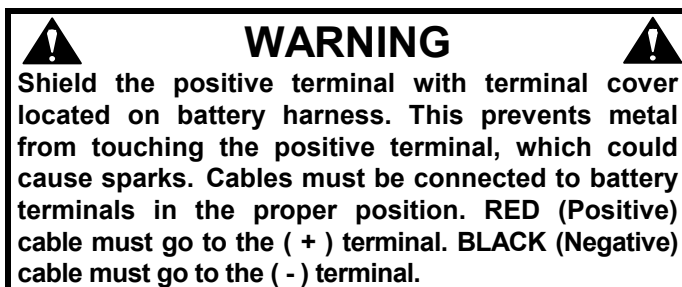 WARNING
Shield the positive terminal with terminal cover
located on battery harness. This prevents metal
from touching the positive terminal, which could
cause sparks. Cables must be connected to battery
terminals in the proper position. RED (Positive)
cable must go to the ( + ) terminal. BLACK (Negative)
cable must go to the ( - ) terminal.